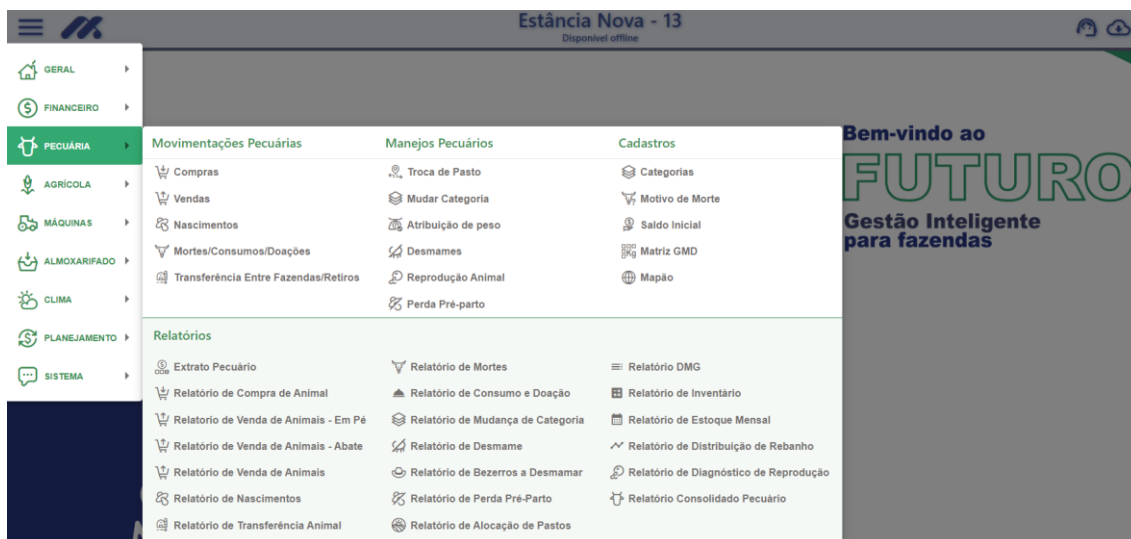 Estância Nova - 13
Disponível offline
GERAL
FINANCEIRO
PECUÁRIA
AGRÍCOLA
MÁQUINAS
ALMOXARIFADO
CLIMA
PLANEJAMENTO
SISTEMA
Movimentações Pecuárias
Compras
Vendas
Nascimentos
Mortes/Consumos/Doações
Transferência Entre Fazendas/Retiros
Manejos Pecuários
Troca de Pasto
Mudar Categoria
Atribuição de peso
Desmames
Reprodução Animal
Perda Pré-parto
Cadastros
Categorias
Motivo de Morte
Saldo Inicial
Matriz GMD
Mapão
Relatórios
Extrato Pecuário
Relatório de Compra de Animal
Relatorio de Venda de Animais - Em Pé
Relatório de Venda de Animais - Abate
Relatório de Venda de Animais
Relatório de Nascimentos
Relatório de Transferência Animal
Relatório de Mortes
Relatório de Consumo e Doação
Relatório de Mudança de Categoria
Relatório de Desmame
Relatório de Bezerros a Desmamar
Relatório de Perda Pré-Parto
Relatório de Alocação de Pastos
Relatório DMG
Relatório de Inventário
Relatório de Estoque Mensal
Relatório de Distribuição de Rebanho
Relatório de Diagnóstico de Reprodução
Relatório Consolidado Pecuário
Bem-vindo ao
FUTURO
Gestão Inteligente
para fazendas